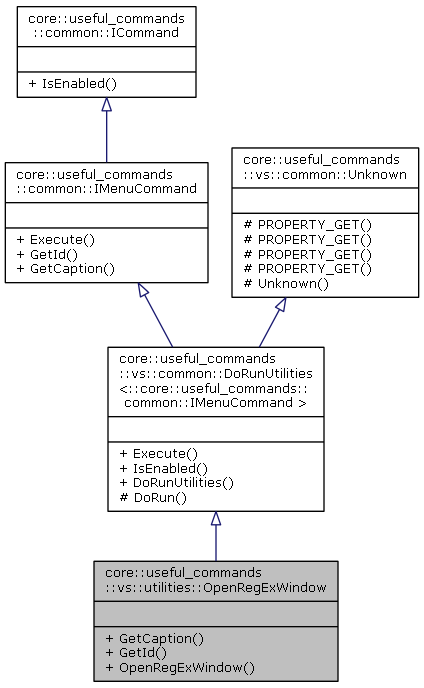 core::useful_commands
::common::ICommand
+ IsEnabled()
core::useful_commands
::common::IMenuCommand
+ Execute()
+ GetId()
+ GetCaption()
core::useful_commands
::vs::common::Unknown
# PROPERTY_GET()
# PROPERTY_GET()
# PROPERTY_GET()
# PROPERTY_GET()
# Unknown()
core::useful_commands
::vs::common::DoRunUtilities
<::core::useful_commands::
common::IMenuCommand >
+ Execute()
+ IsEnabled()
+ DoRunUtilities()
# DoRun()
core::useful_commands
::vs::utilities::OpenRegExWindow
+ GetCaption()
+ GetId()
+ OpenRegExWindow()